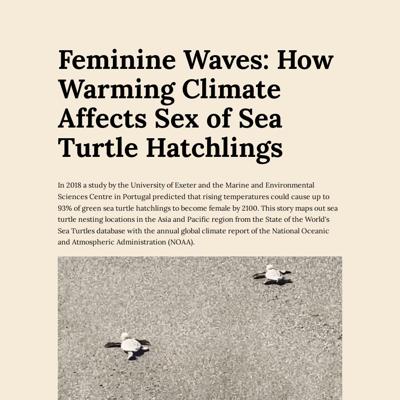 Feminine Waves: How
Warming Climate
Affects Sex of Sea
Turtle Hatchlings
In 2018 a study by the University of Exeter and the Marine and Environmental
Sciences Centre in Portugal predicted that rising temperatures could cause up to
93% of green sea turtle hatchlings to become female by 2100. This story maps out sea
turtle nesting locations in the Asia and Pacific region from the State of the World's
Sea Turtles database with the annual global climate report of the National Oceanic
and Atmospheric Administration (NOAA).